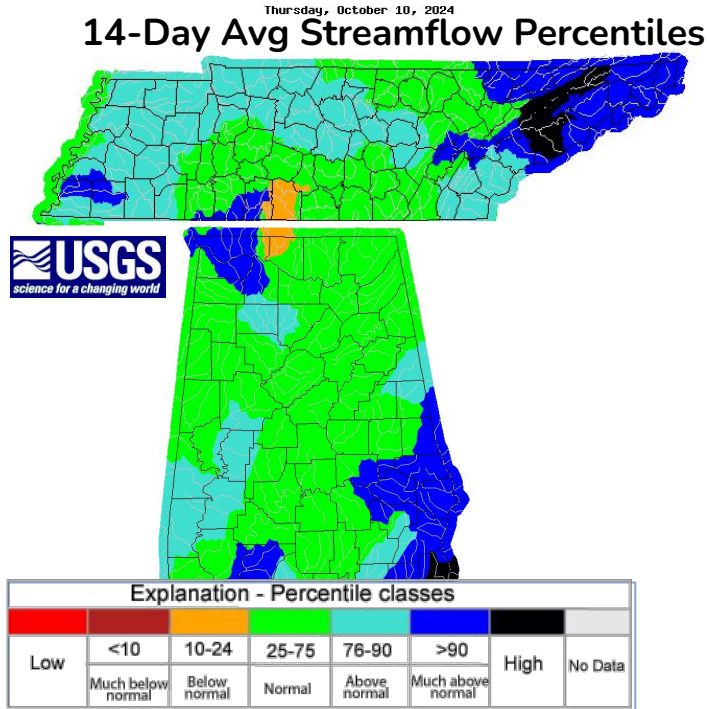 Thursday, October 10, 2024
14-Day Avg Streamflow Percentiles
USGS
science for a changing world
Explanation - Percentile classes
Low
<10
10-24
25-75
76-90
>90
High
No Data
Much below normal
Below normal
Normal
Above normal
Much above normal